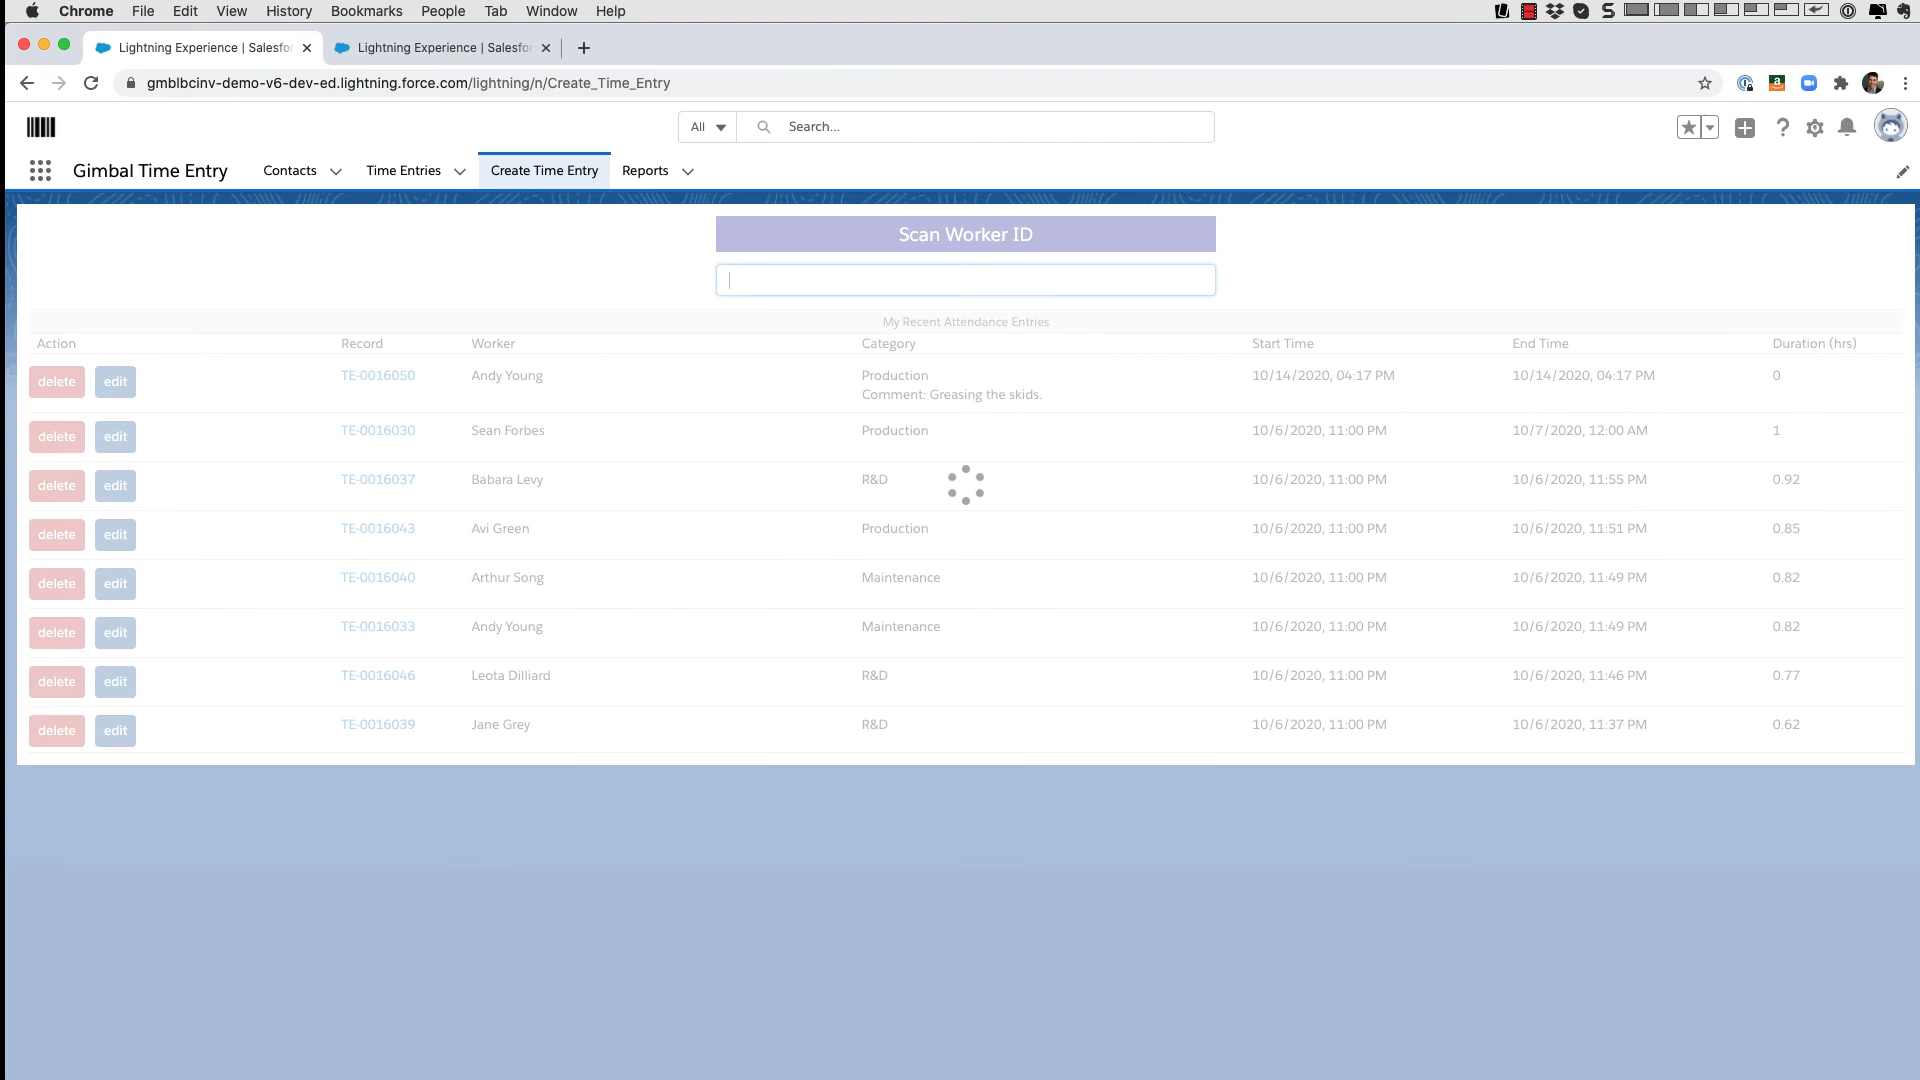 Chrome File Edit View History Bookmarks People Tab Window Help
Lightning Experience | Salesfo
Lightning Experience | Salesfor
gmblbcinv-demo-v6-dev-ed.lightning.force.com/lightning/n/Create_Time_Entry
All Search...
Gimbal Time Entry Contacts Time Entries Create Time Entry Reports
Scan Worker ID
My Recent Attendance Entries
Action Record Worker Category Start Time End Time Duration (hrs)
delete edit TE-0016050 Andy Young Production 10/14/2020, 04:17 PM 10/14/2020, 04:17 PM 0
Comment: Greasing the skids.
delete edit TE-0016030 Sean Forbes Production 10/6/2020, 11:00 PM 10/7/2020, 12:00 AM 1
delete edit TE-0016037 Babara Levy R&D 10/6/2020, 11:00 PM 10/6/2020, 11:55 PM 0.92
delete edit TE-0016043 Avi Green Production 10/6/2020, 11:00 PM 10/6/2020, 11:51 PM 0.85
delete edit TE-0016040 Arthur Song Maintenance 10/6/2020, 11:00 PM 10/6/2020, 11:49 PM 0.82
delete edit TE-0016033 Andy Young Maintenance 10/6/2020, 11:00 PM 10/6/2020, 11:49 PM 0.82
delete edit TE-0016046 Leota Dilliard R&D 10/6/2020, 11:00 PM 10/6/2020, 11:46 PM 0.77
delete edit TE-0016039 Jane Grey R&D 10/6/2020, 11:00 PM 10/6/2020, 11:37 PM 0.62